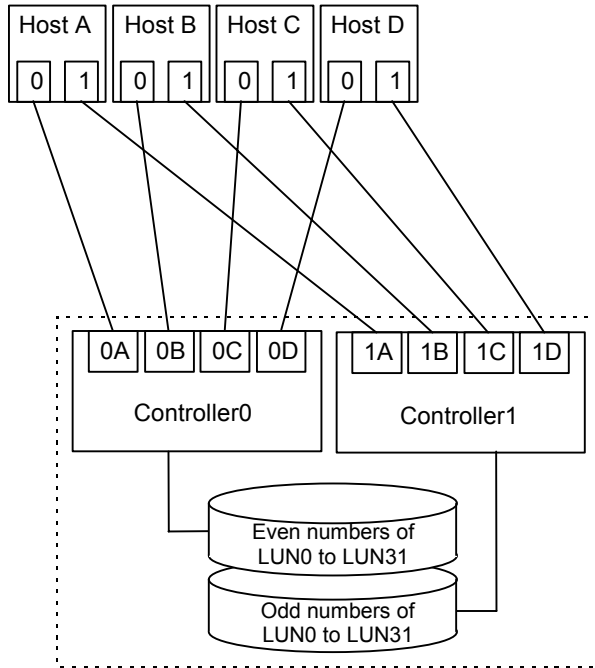 Host A Host B Host C Host D
0 1 0 1 0 1 0 1
0A 0B 0C 0D 1A 1B 1C 1D
Controller0 Controller1
Even numbers of
LUN0 to LUN31
Odd numbers of
LUN0 to LUN31